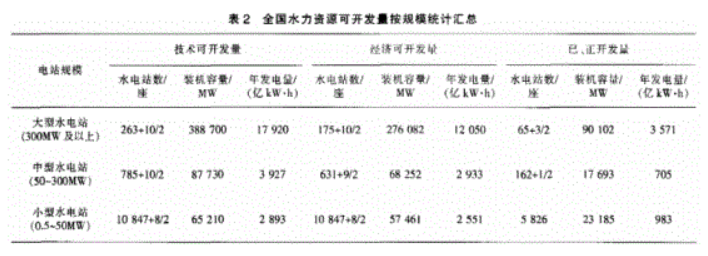 表2 全国水力资源可开发量按规模统计汇总
电站规模 技术可开发量 经济可开发量 已、正开发量
水电站数/座 装机容量/MW 年发电量/(亿kW·h) 水电站数/座 装机容量/MW 年发电量/(亿kW·h) 水电站数/座 装机容量/MW 年发电量/(亿kW·h)
大型水电站
(300MW及以上) 263+10/2 388 700 17 920 175+10/2 276 082 12 050 65+3/2 90 102 3 571
中型水电站
(50~300MW) 785+10/2 87 730 3 927 631+9/2 68 252 2 933 162+1/2 17 693 705
小型水电站
(0.5~50MW) 10 847+8/2 65 210 2 893 10 847+8/2 57 461 2 551 5 826 23 185 983